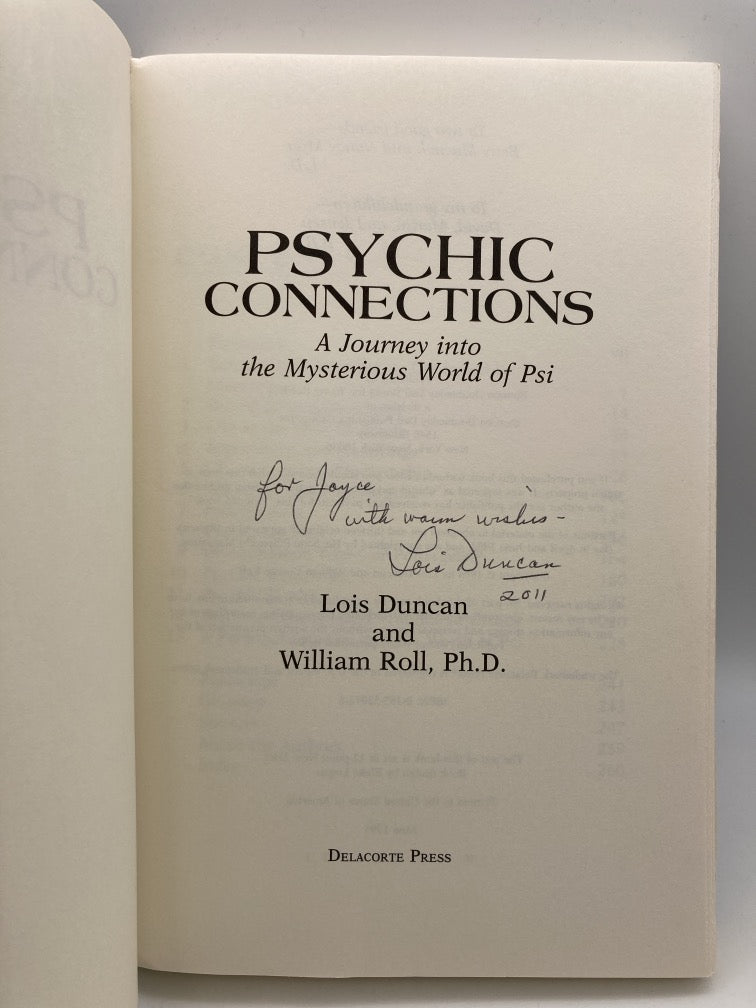 PSYCHIC
CONNECTIONS
A Journey into
the Mysterious World of Psi
for Joyce
with warm wishes -
Lois Duncan
2011
Lois Duncan
and
William Roll, Ph.D.
DELACORTE PRESS